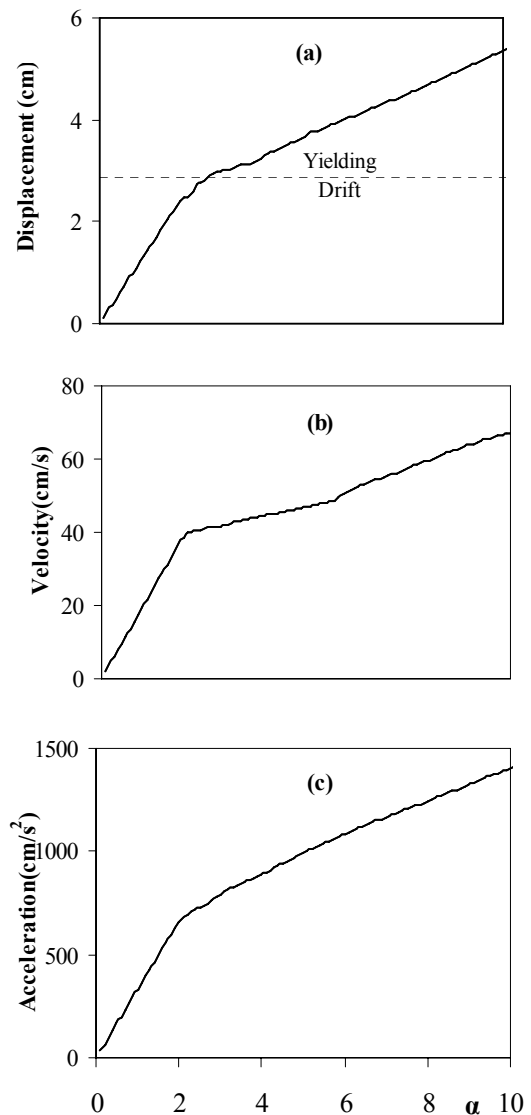 6
(a)
Displacement (cm)
4
Yielding
Drift
2
0
80
(b)
60
Velocity(cm/s)
40
20
0
1500
(c)
Acceleration(cm/s²)
1000
500
0
0 2 4 6 8 10
α